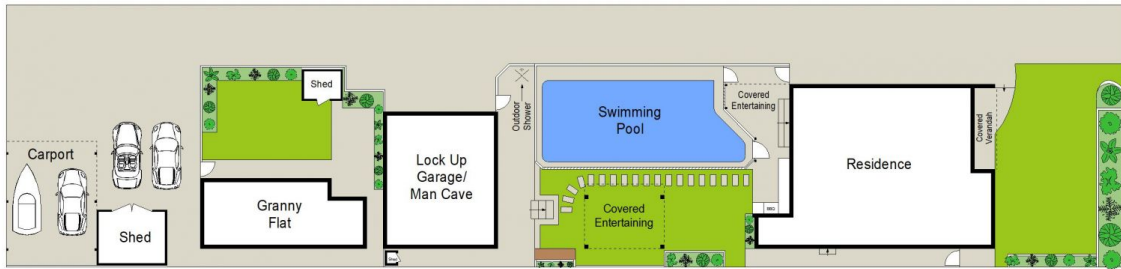 Carport
Shed
Granny
Flat
Shed
Lock Up
Garage/
Man Cave
Shed
Outdoor
Shower
Swimming
Pool
Covered
Entertaining
Covered
Entertaining
BBQ
Residence
Covered
Verandah